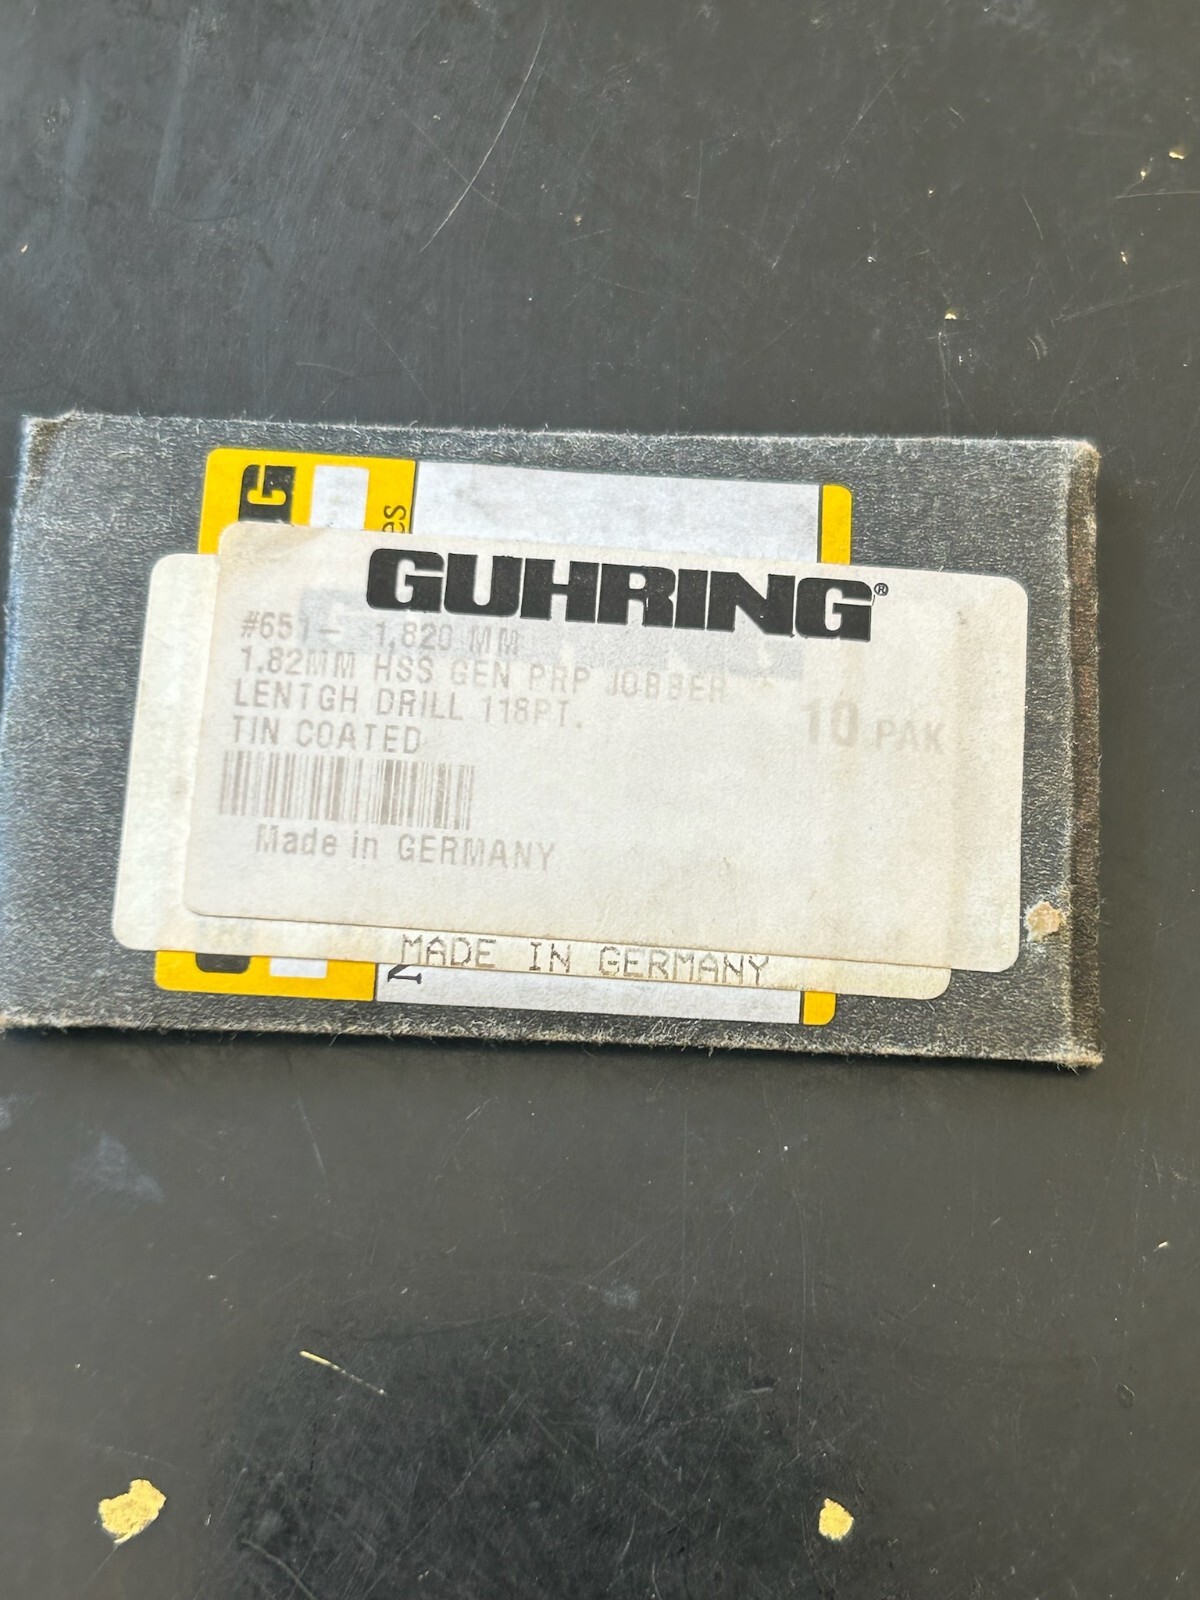 G
es
GUHRING®
#651- 1,820 MM
1.82MM HSS GEN PRP JOBBER
LENTGH DRILL 118PT.
TIN COATED
10 PAK
Made in GERMANY
MADE IN GERMANY